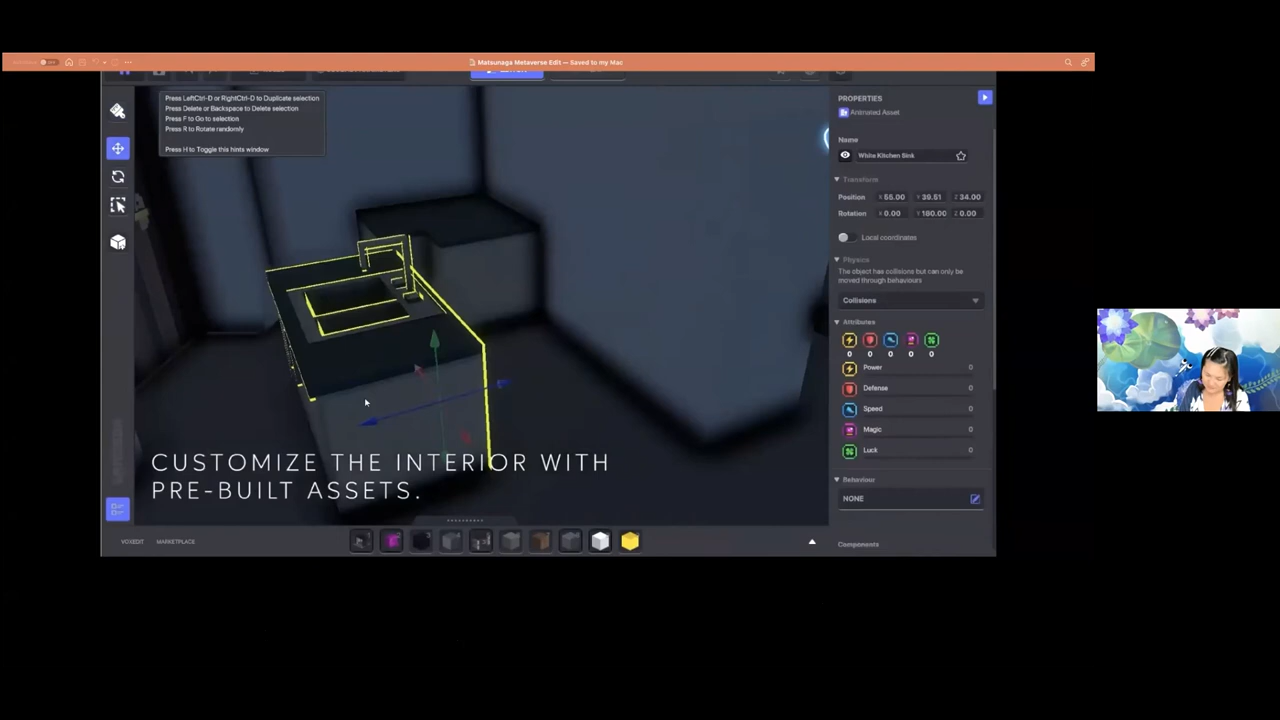 Matsunaga Metaverse Edit — Saved to my Mac
Press LeftCtrl-D or RightCtrl-D to Duplicate selection
Press Delete or Backspace to Delete selection
Press F to Go to selection
Press R to Rotate randomly
Press H to Toggle this hints window
PROPERTIES
Animated Asset
Name
White Kitchen Sink
Transform
Position X 55.00 Y 39.51 Z 34.00
Rotation X 0.00 Y 180.00 Z 0.00
Local coordinates
Physics
The object has collisions but can only
be moved through behaviours
Collisions
Attributes
0 0 0 0 0
Power 0
Defense 0
Speed 0
Magic 0
Luck 0
Behaviour
NONE
Components
CUSTOMIZE THE INTERIOR WITH
PRE-BUILT ASSETS.
VOXEDIT MARKETPLACE